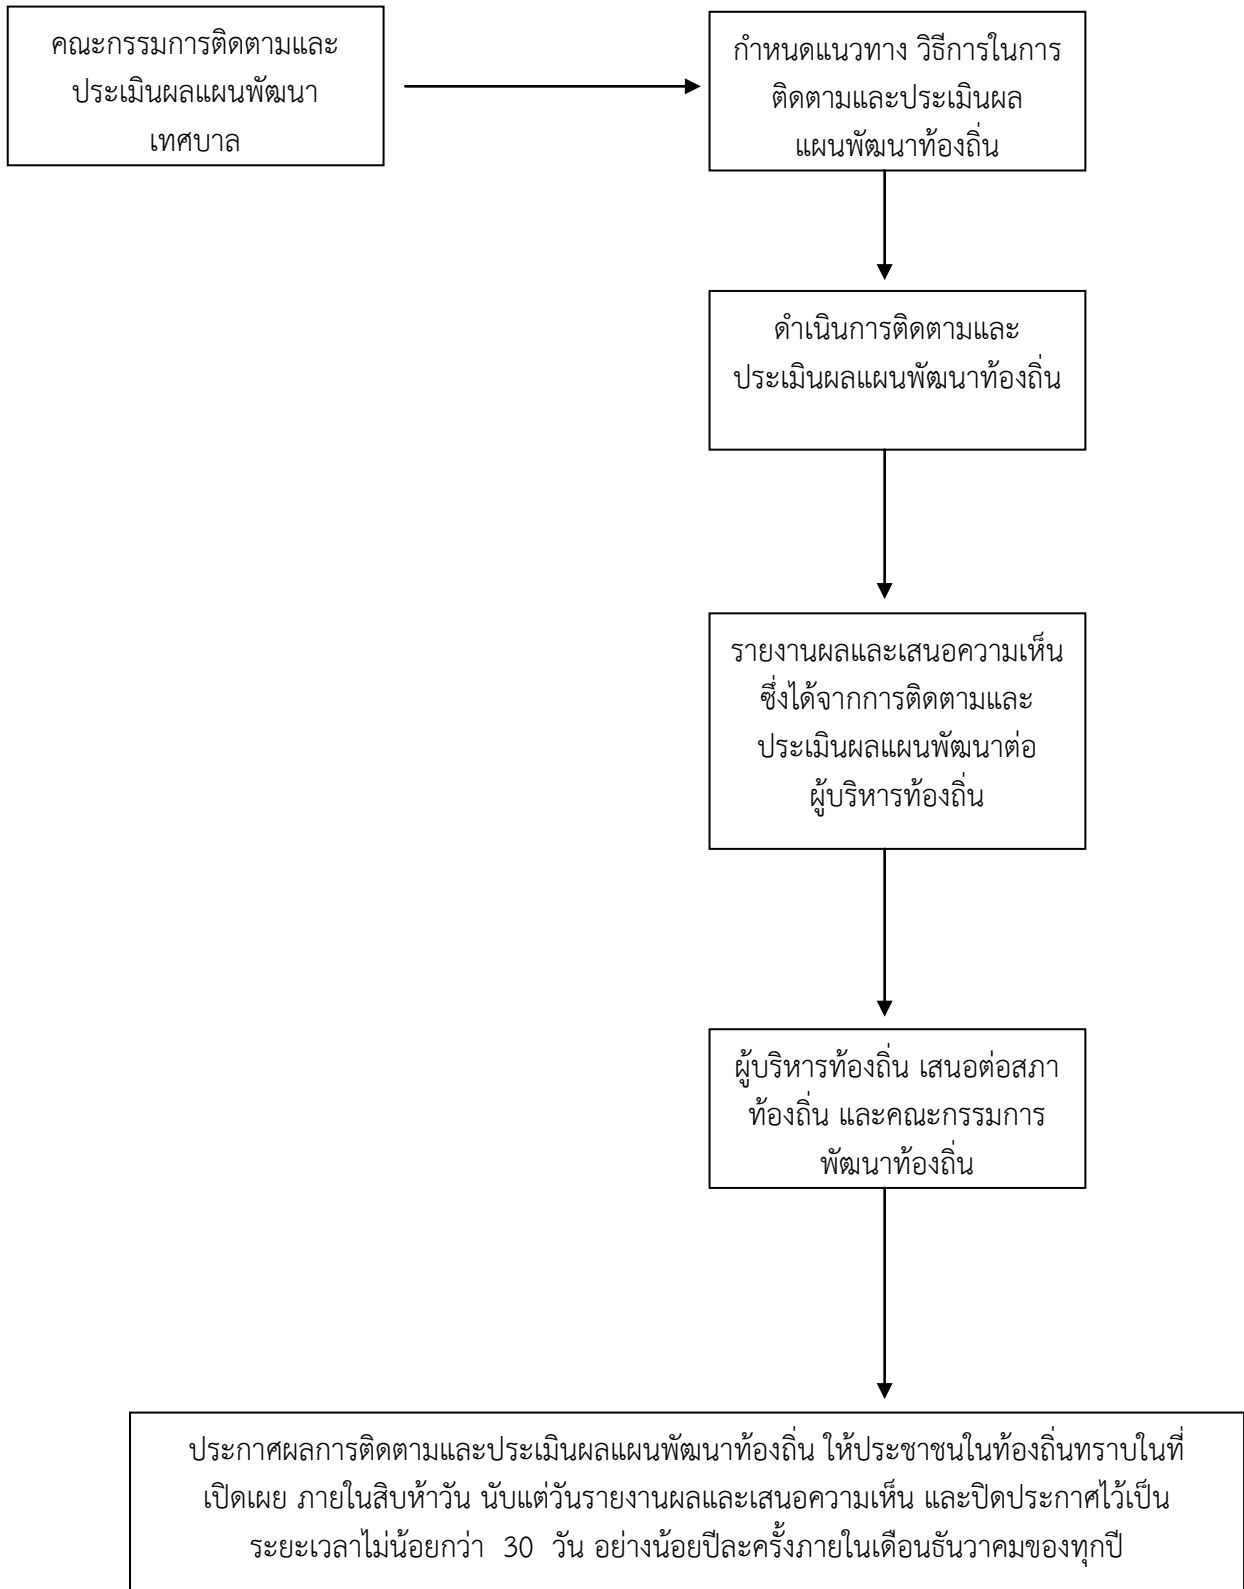 คณะกรรมการติดตามและ
ประเมินผลแผนพัฒนา
เทศบาล
กำหนดแนวทาง วิธีการในการ
ติดตามและประเมินผล
แผนพัฒนาท้องถิ่น
ดำเนินการติดตามและ
ประเมินผลแผนพัฒนาท้องถิ่น
รายงานผลและเสนอความเห็น
ซึ่งได้จากการติดตามและ
ประเมินผลแผนพัฒนาต่อ
ผู้บริหารท้องถิ่น
ผู้บริหารท้องถิ่น เสนอต่อสภา
ท้องถิ่น และคณะกรรมการ
พัฒนาท้องถิ่น
ประกาศผลการติดตามและประเมินผลแผนพัฒนาท้องถิ่น ให้ประชาชนในท้องถิ่นทราบในที่
เปิดเผย ภายในสิบห้าวัน นับแต่วันรายงานผลและเสนอความเห็น และปิดประกาศไว้เป็น
ระยะเวลาไม่น้อยกว่า 30 วัน อย่างน้อยปีละครั้งภายในเดือนธันวาคมของทุกปี